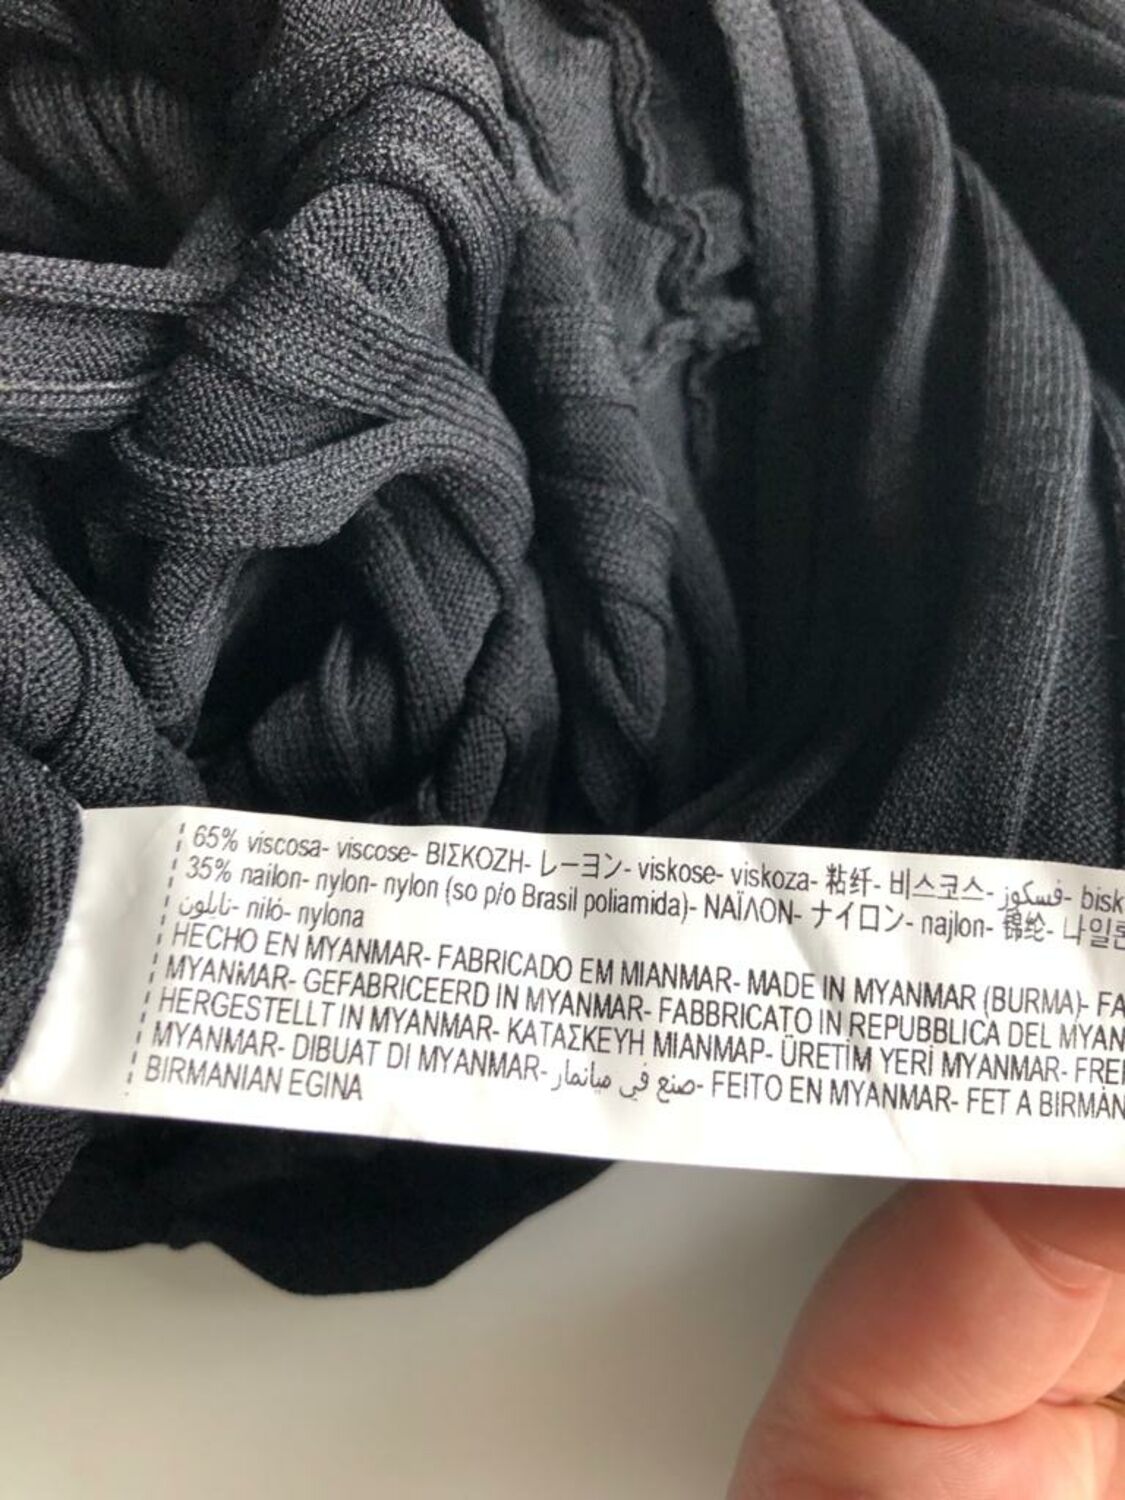 65% viscosa- viscose- ΒΙΣΚΟΖΗ- レーヨン- viskose- viskoza- 粘纤- 비스코스- فسكوز- bisk
35% nailon- nylon- nylon (so p/o Brasil poliamida)- ΝΑΪΛΟΝ- ナイロン- najlon- 锦纶- 나일론
نايلون- niló- nylona
HECHO EN MYANMAR- FABRICADO EM MIANMAR- MADE IN MYANMAR (BURMA)- FA
MYANMAR- GEFABRICEERD IN MYANMAR- FABBRICATO IN REPUBBLICA DEL MYAN
HERGESTELLT IN MYANMAR- ΚΑΤΑΣΚΕΥΗ ΜΙΑΝΜΑΡ- ÜRETİM YERİ MYANMAR- FREI
MYANMAR- DIBUAT DI MYANMAR- صنع في ميانمار- FEITO EN MYANMAR- FET A BIRMÀN
BIRMANIAN EGINA